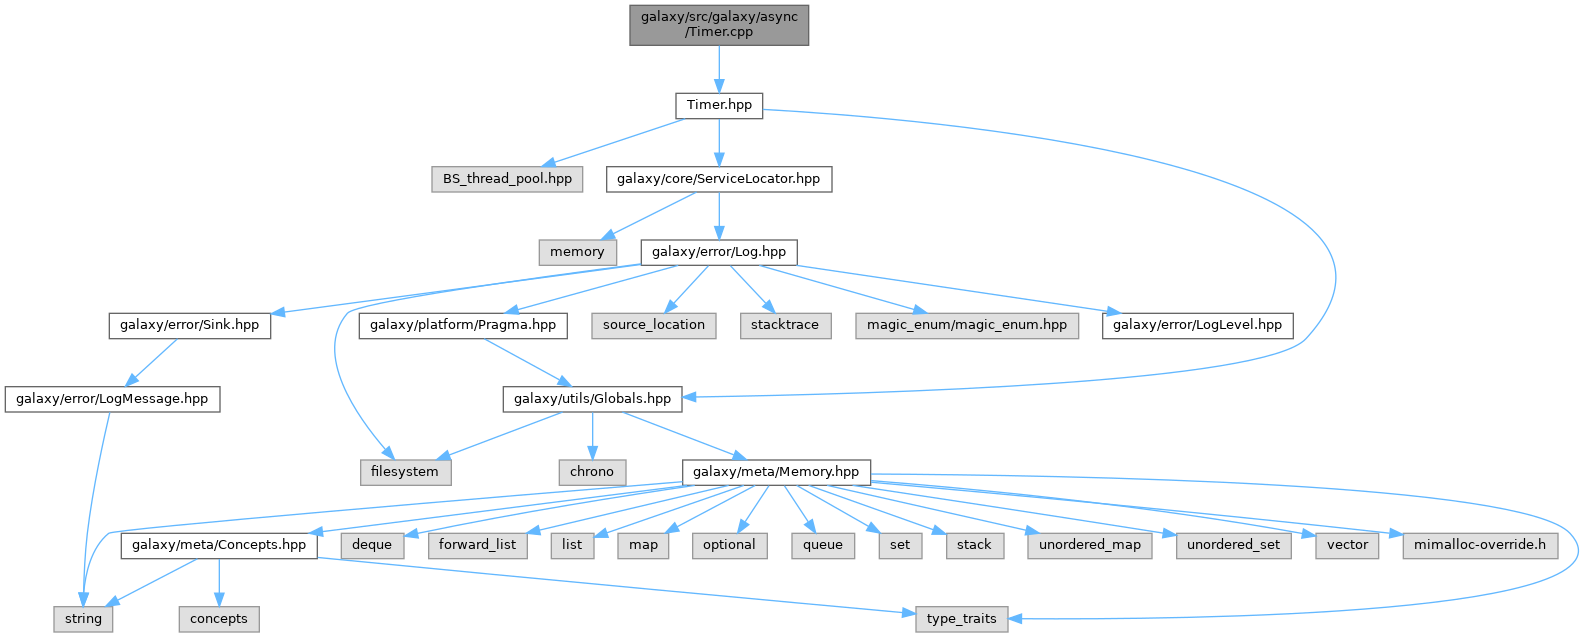 galaxy/src/galaxy/async
/Timer.cpp
Timer.hpp
BS_thread_pool.hpp
galaxy/core/ServiceLocator.hpp
memory
galaxy/error/Log.hpp
galaxy/error/Sink.hpp
galaxy/platform/Pragma.hpp
source_location
stacktrace
magic_enum/magic_enum.hpp
galaxy/error/LogLevel.hpp
galaxy/error/LogMessage.hpp
galaxy/utils/Globals.hpp
filesystem
chrono
galaxy/meta/Memory.hpp
galaxy/meta/Concepts.hpp
deque
forward_list
list
map
optional
queue
set
stack
unordered_map
unordered_set
vector
mimalloc-override.h
string
concepts
type_traits